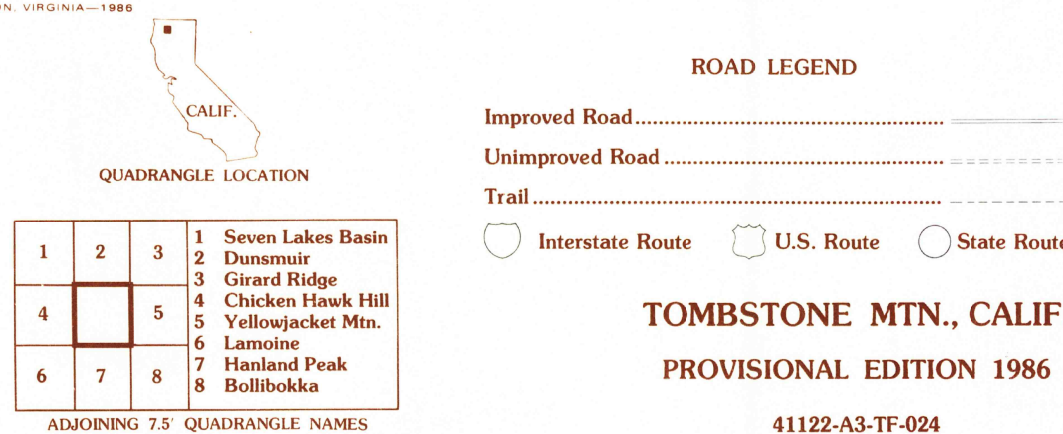 N, VIRGINIA—1986
CALIF.
QUADRANGLE LOCATION
1 2 3
4 5
6 7 8
1 Seven Lakes Basin
2 Dunsmuir
3 Girard Ridge
4 Chicken Hawk Hill
5 Yellowjacket Mtn.
6 Lamoine
7 Hanland Peak
8 Bollibokka
ADJOINING 7.5′ QUADRANGLE NAMES
ROAD LEGEND
Improved Road
Unimproved Road
Trail
Interstate Route U.S. Route State Route
TOMBSTONE MTN., CALIF
PROVISIONAL EDITION 1986
41122-A3-TF-024